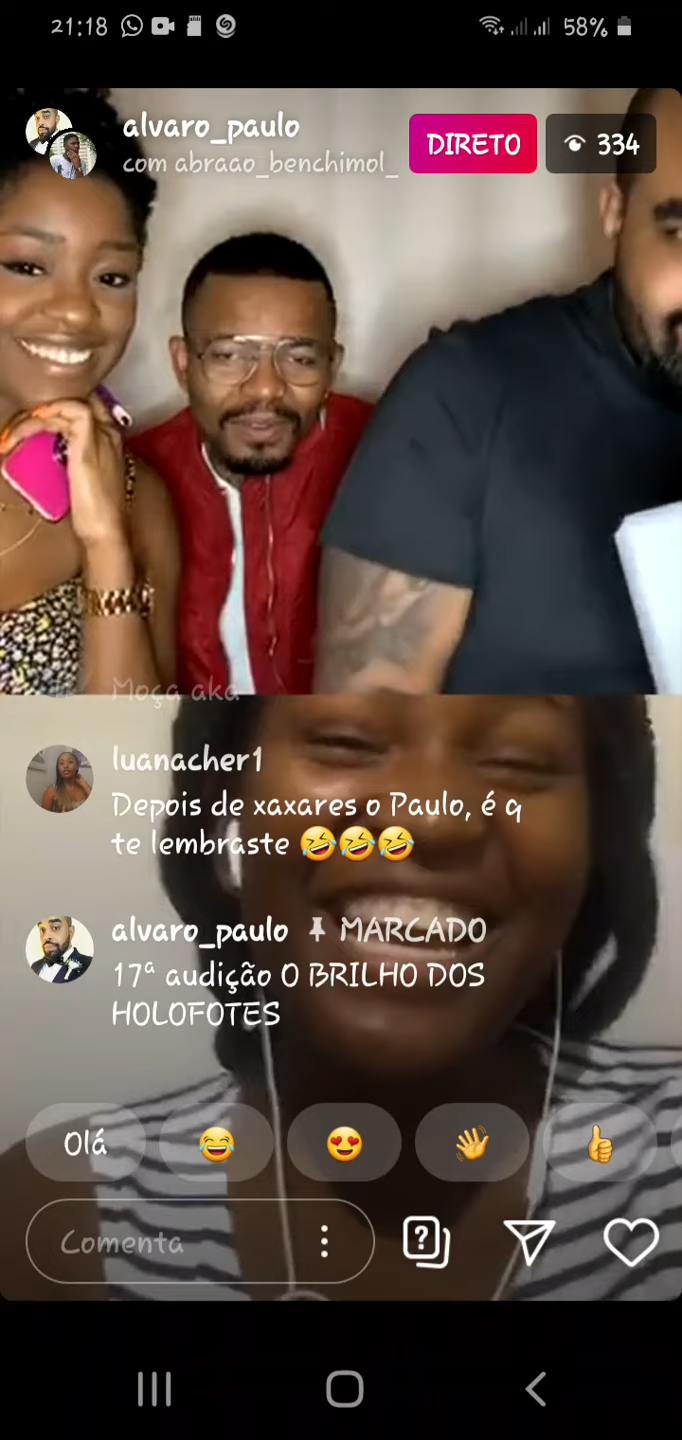 21:18
58%
alvaro_paulo
com abraao_benchimol_
DIRETO
334
Moça aka
luanacher1
Depois de xaxares o Paulo, é q
te lembraste 🤣🤣🤣
alvaro_paulo 📌 MARCADO
17ª audição O BRILHO DOS
HOLOFOTES
Olá 😂 😍 👋 👍
Comenta